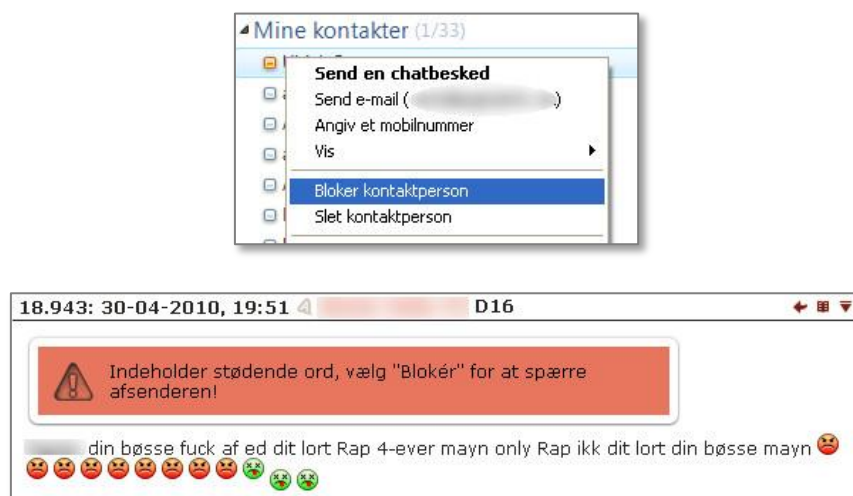 Mine kontakter (1/33)
Send en chatbesked
Send e-mail ( )
Angiv et mobilnummer
Vis
Bloker kontaktperson
Slet kontaktperson
18.943: 30-04-2010, 19:51 D16
Indeholder stødende ord, vælg "Blokér" for at spærre
afsenderen!
din bøsse fuck af ed dit lort Rap 4-ever mayn only Rap ikk dit lort din bøsse mayn